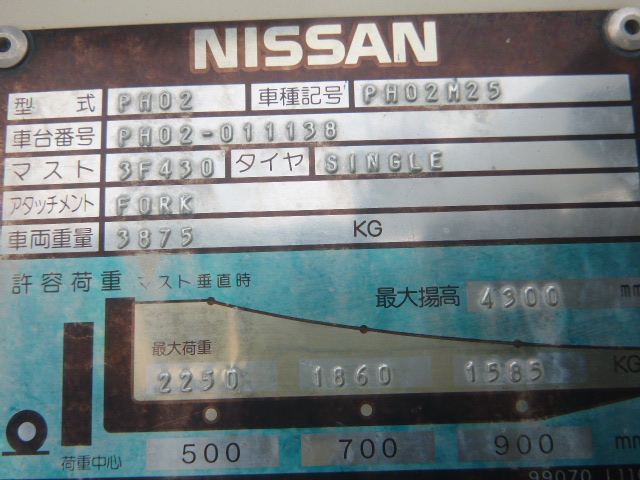 NISSAN
型式 PH02 車種記号 PH02M25
車台番号 PH02-011138
マスト 3F430 タイヤ SINGLE
アタッチメント FORK
車両重量 3875 KG
許容荷重 マスト垂直時
最大揚高 4300 mm
最大荷重
2250 1860 1585 KG
荷重中心 500 700 900 mm